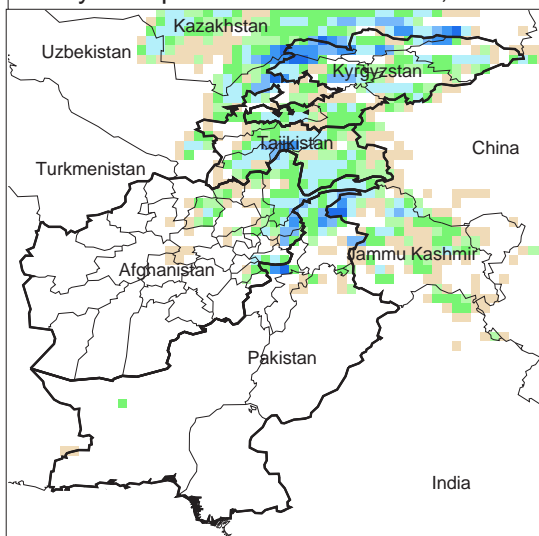 Kazakhstan
Uzbekistan
Kyrgyzstan
Tajikistan
China
Turkmenistan
Jammu Kashmir
Afghanistan
Pakistan
India